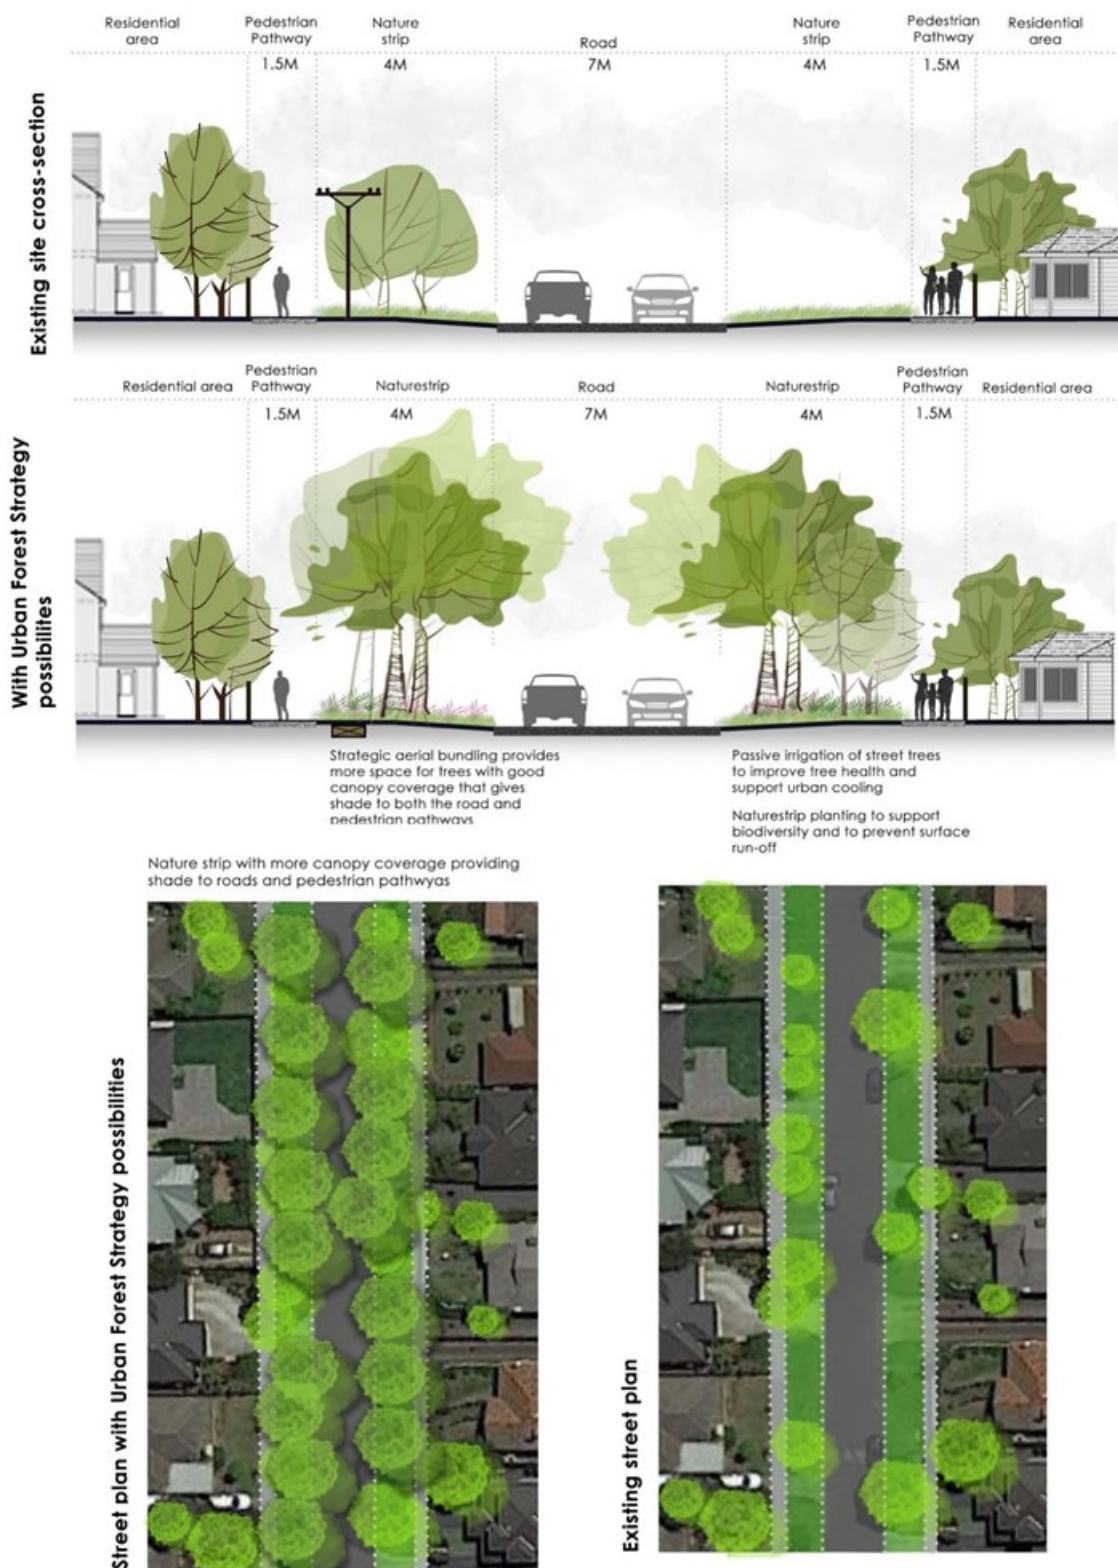 Residential
area
Pedestrian
Pathway
1.5M
Nature
strip
4M
Road
7M
Nature
strip
4M
Pedestrian
Pathway
1.5M
Residential
area
Existing site cross-section
Residential area
Pedestrian
Pathway
1.5M
Naturestrip
4M
Road
7M
Naturestrip
4M
Pedestrian
Pathway
1.5M
Residential area
With Urban Forest Strategy
possibilites
Strategic aerial bundling provides
more space for trees with good
canopy coverage that gives
shade to both the road and
pedestrian pathways
Passive irrigation of street trees
to improve tree health and
support urban cooling
Naturestrip planting to support
biodiversity and to prevent surface
run-off
Nature strip with more canopy coverage providing
shade to roads and pedestrian pathwyas
Street plan with Urban Forest Strategy possibilities
Existing street plan